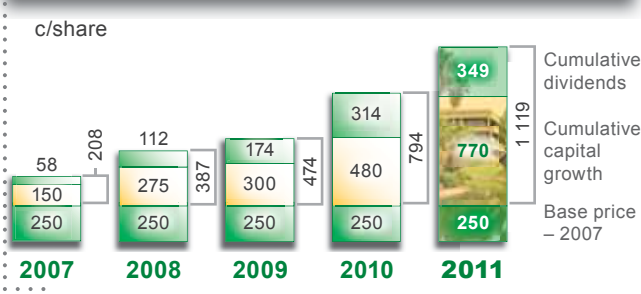 c/share
58
208
150
250
112
387
275
250
174
474
300
250
314
794
480
250
349
1 119
770
250
Cumulative
dividends
Cumulative
capital
growth
Base price
– 2007
2007 2008 2009 2010 2011